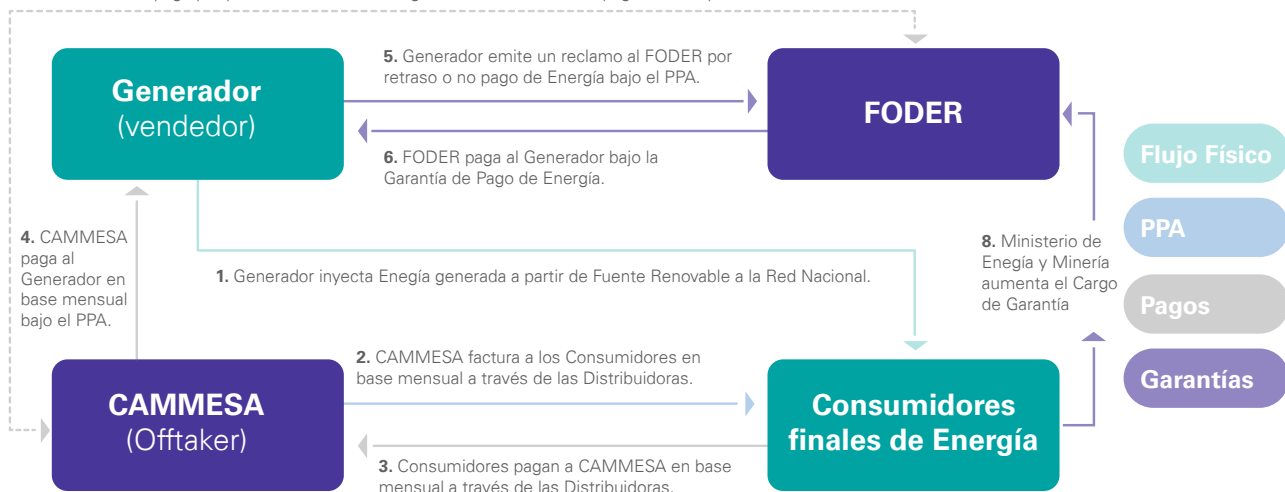 5. Generador emite un reclamo al FODER por
retraso o no pago de Energía bajo el PPA.
Generador
(vendedor)
FODER
6. FODER paga al Generador bajo la
Garantía de Pago de Energía.
Flujo Físico
PPA
Pagos
Garantías
4. CAMMESA
paga al
Generador en
base mensual
bajo el PPA.
8. Ministerio de
Enegía y Minería
aumenta el Cargo
de Garantía
1. Generador inyecta Enegía generada a partir de Fuente Renovable a la Red Nacional.
2. CAMMESA factura a los Consumidores en
base mensual a través de las Distribuidoras.
CAMMESA
(Offtaker)
Consumidores
finales de Energía
3. Consumidores pagan a CAMMESA en base
mensual a través de las Distribuidoras.